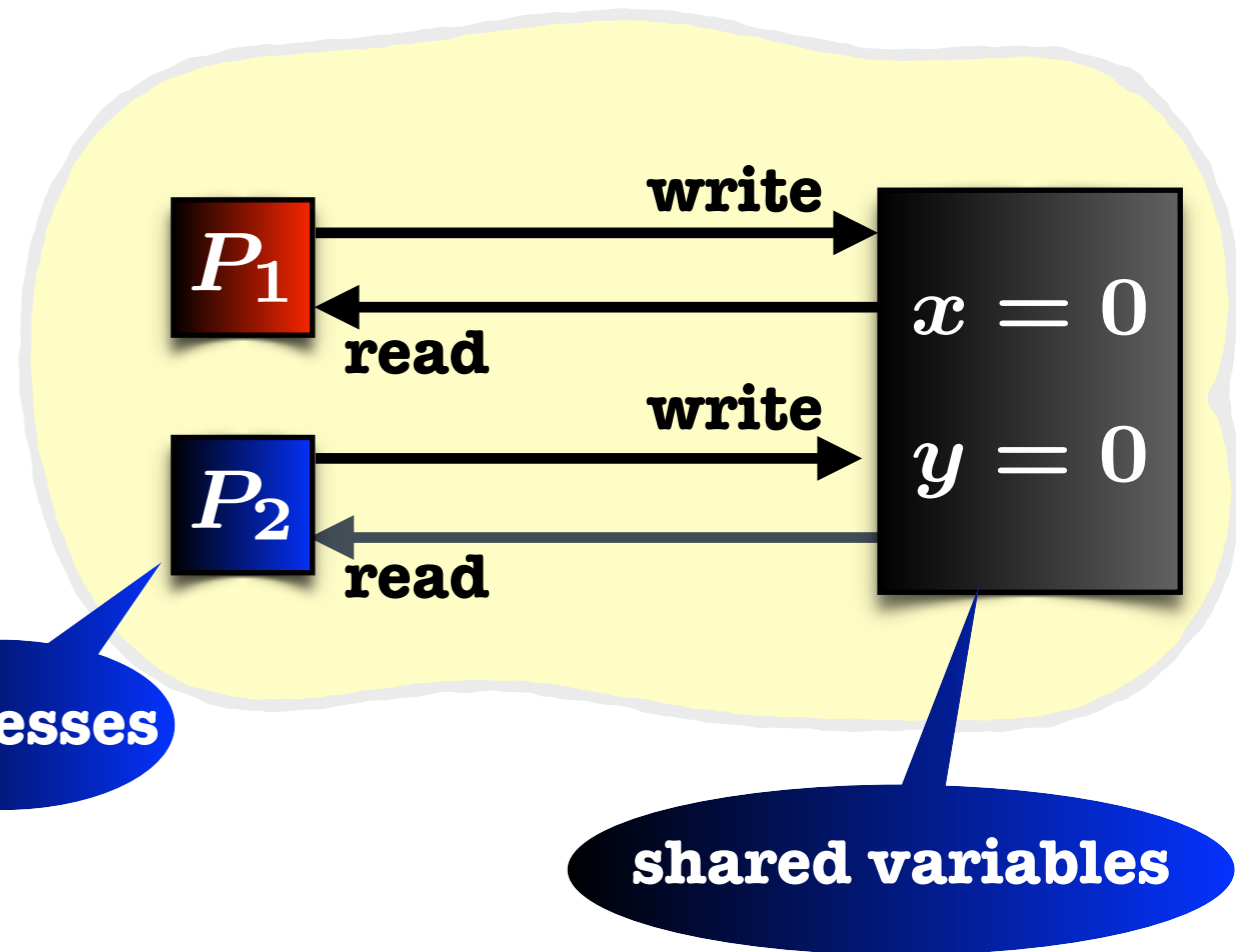 write
P₁
x = 0
read
write
y = 0
P₂
read
esses
shared variables